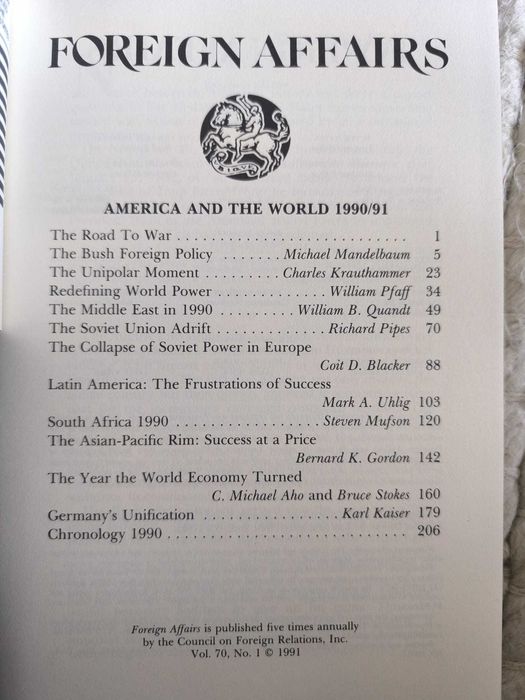 FOREIGN AFFAIRS
UBIQUE
AMERICA AND THE WORLD 1990/91
The Road To War . . . . . . . . . . . . . . . . . . . . . . . . . . . 1
The Bush Foreign Policy . . . . . . . Michael Mandelbaum 5
The Unipolar Moment . . . . . . . . . Charles Krauthammer 23
Redefining World Power . . . . . . . . . . . . . William Pfaff 34
The Middle East in 1990 . . . . . . . . . William B. Quandt 49
The Soviet Union Adrift . . . . . . . . . . . . . Richard Pipes 70
The Collapse of Soviet Power in Europe
Coit D. Blacker 88
Latin America: The Frustrations of Success
Mark A. Uhlig 103
South Africa 1990 . . . . . . . . . . . . . . . . . Steven Mufson 120
The Asian-Pacific Rim: Success at a Price
Bernard K. Gordon 142
The Year the World Economy Turned
C. Michael Aho and Bruce Stokes 160
Germany's Unification . . . . . . . . . . . . . . . . Karl Kaiser 179
Chronology 1990 . . . . . . . . . . . . . . . . . . . . . . . . . . . . 206
Foreign Affairs is published five times annually
by the Council on Foreign Relations, Inc.
Vol. 70, No. 1 © 1991